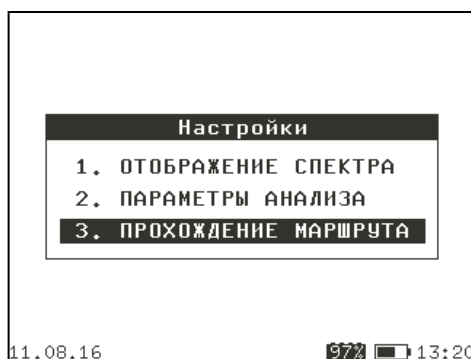 Настройки
1. ОТОБРАЖЕНИЕ СПЕКТРА
2. ПАРАМЕТРЫ АНАЛИЗА
3. ПРОХОЖДЕНИЕ МАРШРУТА
11.08.16 97% 13:20